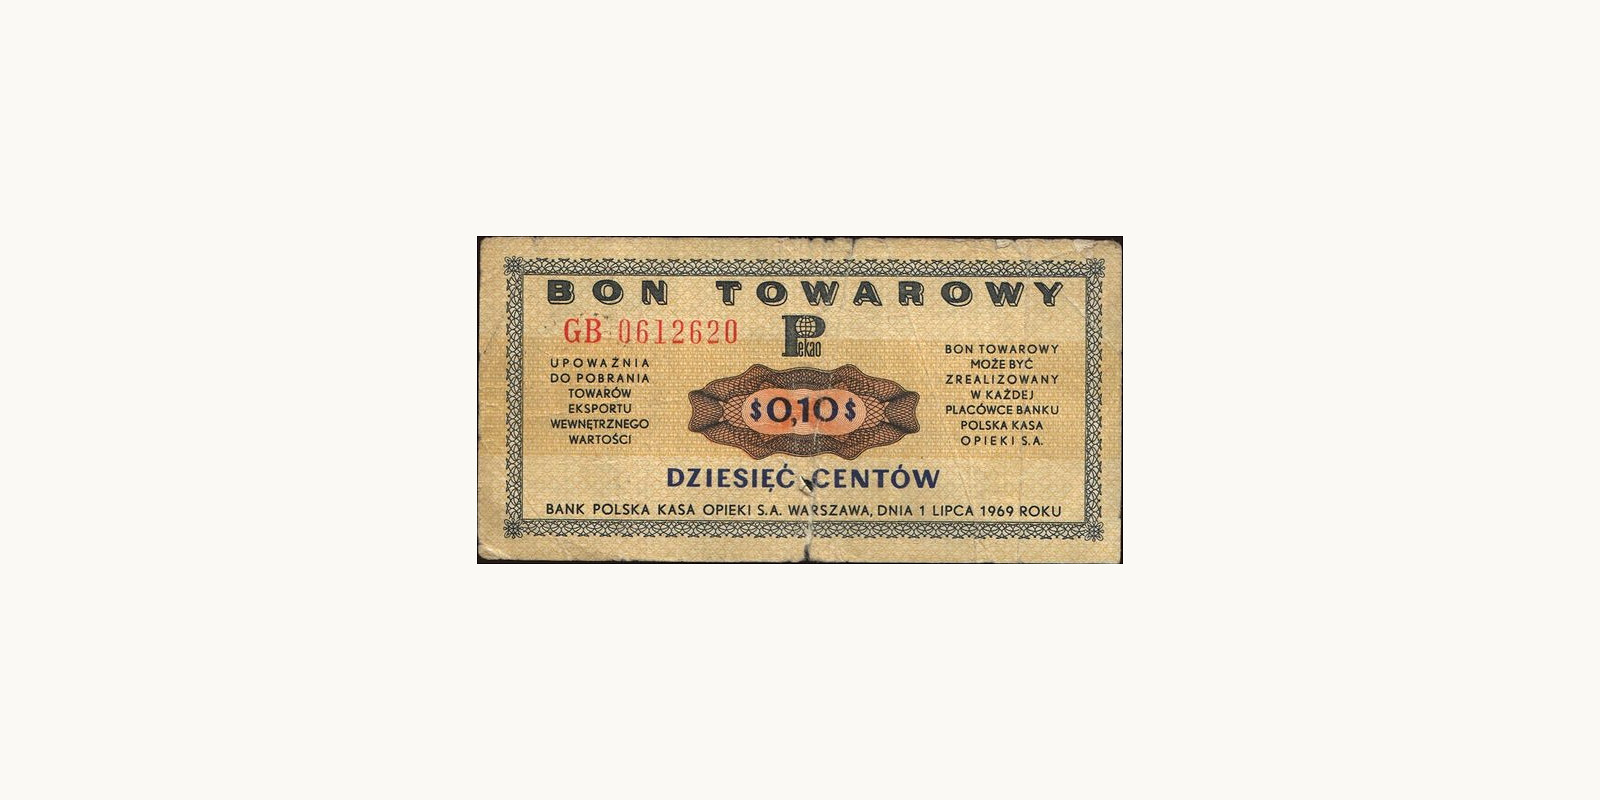 BON TOWAROWY
GB 0612620
Pekao
UPOWAŻNIA
DO POBRANIA
TOWARÓW
EKSPORTU
WEWNĘTRZNEGO
WARTOŚCI
$0,10$
BON TOWAROWY
MOŻE BYĆ
ZREALIZOWANY
W KAŻDEJ
PLACÓWCE BANKU
POLSKA KASA
OPIEKI S.A.
DZIESIĘĆ CENTÓW
BANK POLSKA KASA OPIEKI S.A. WARSZAWA, DNIA 1 LIPCA 1969 ROKU